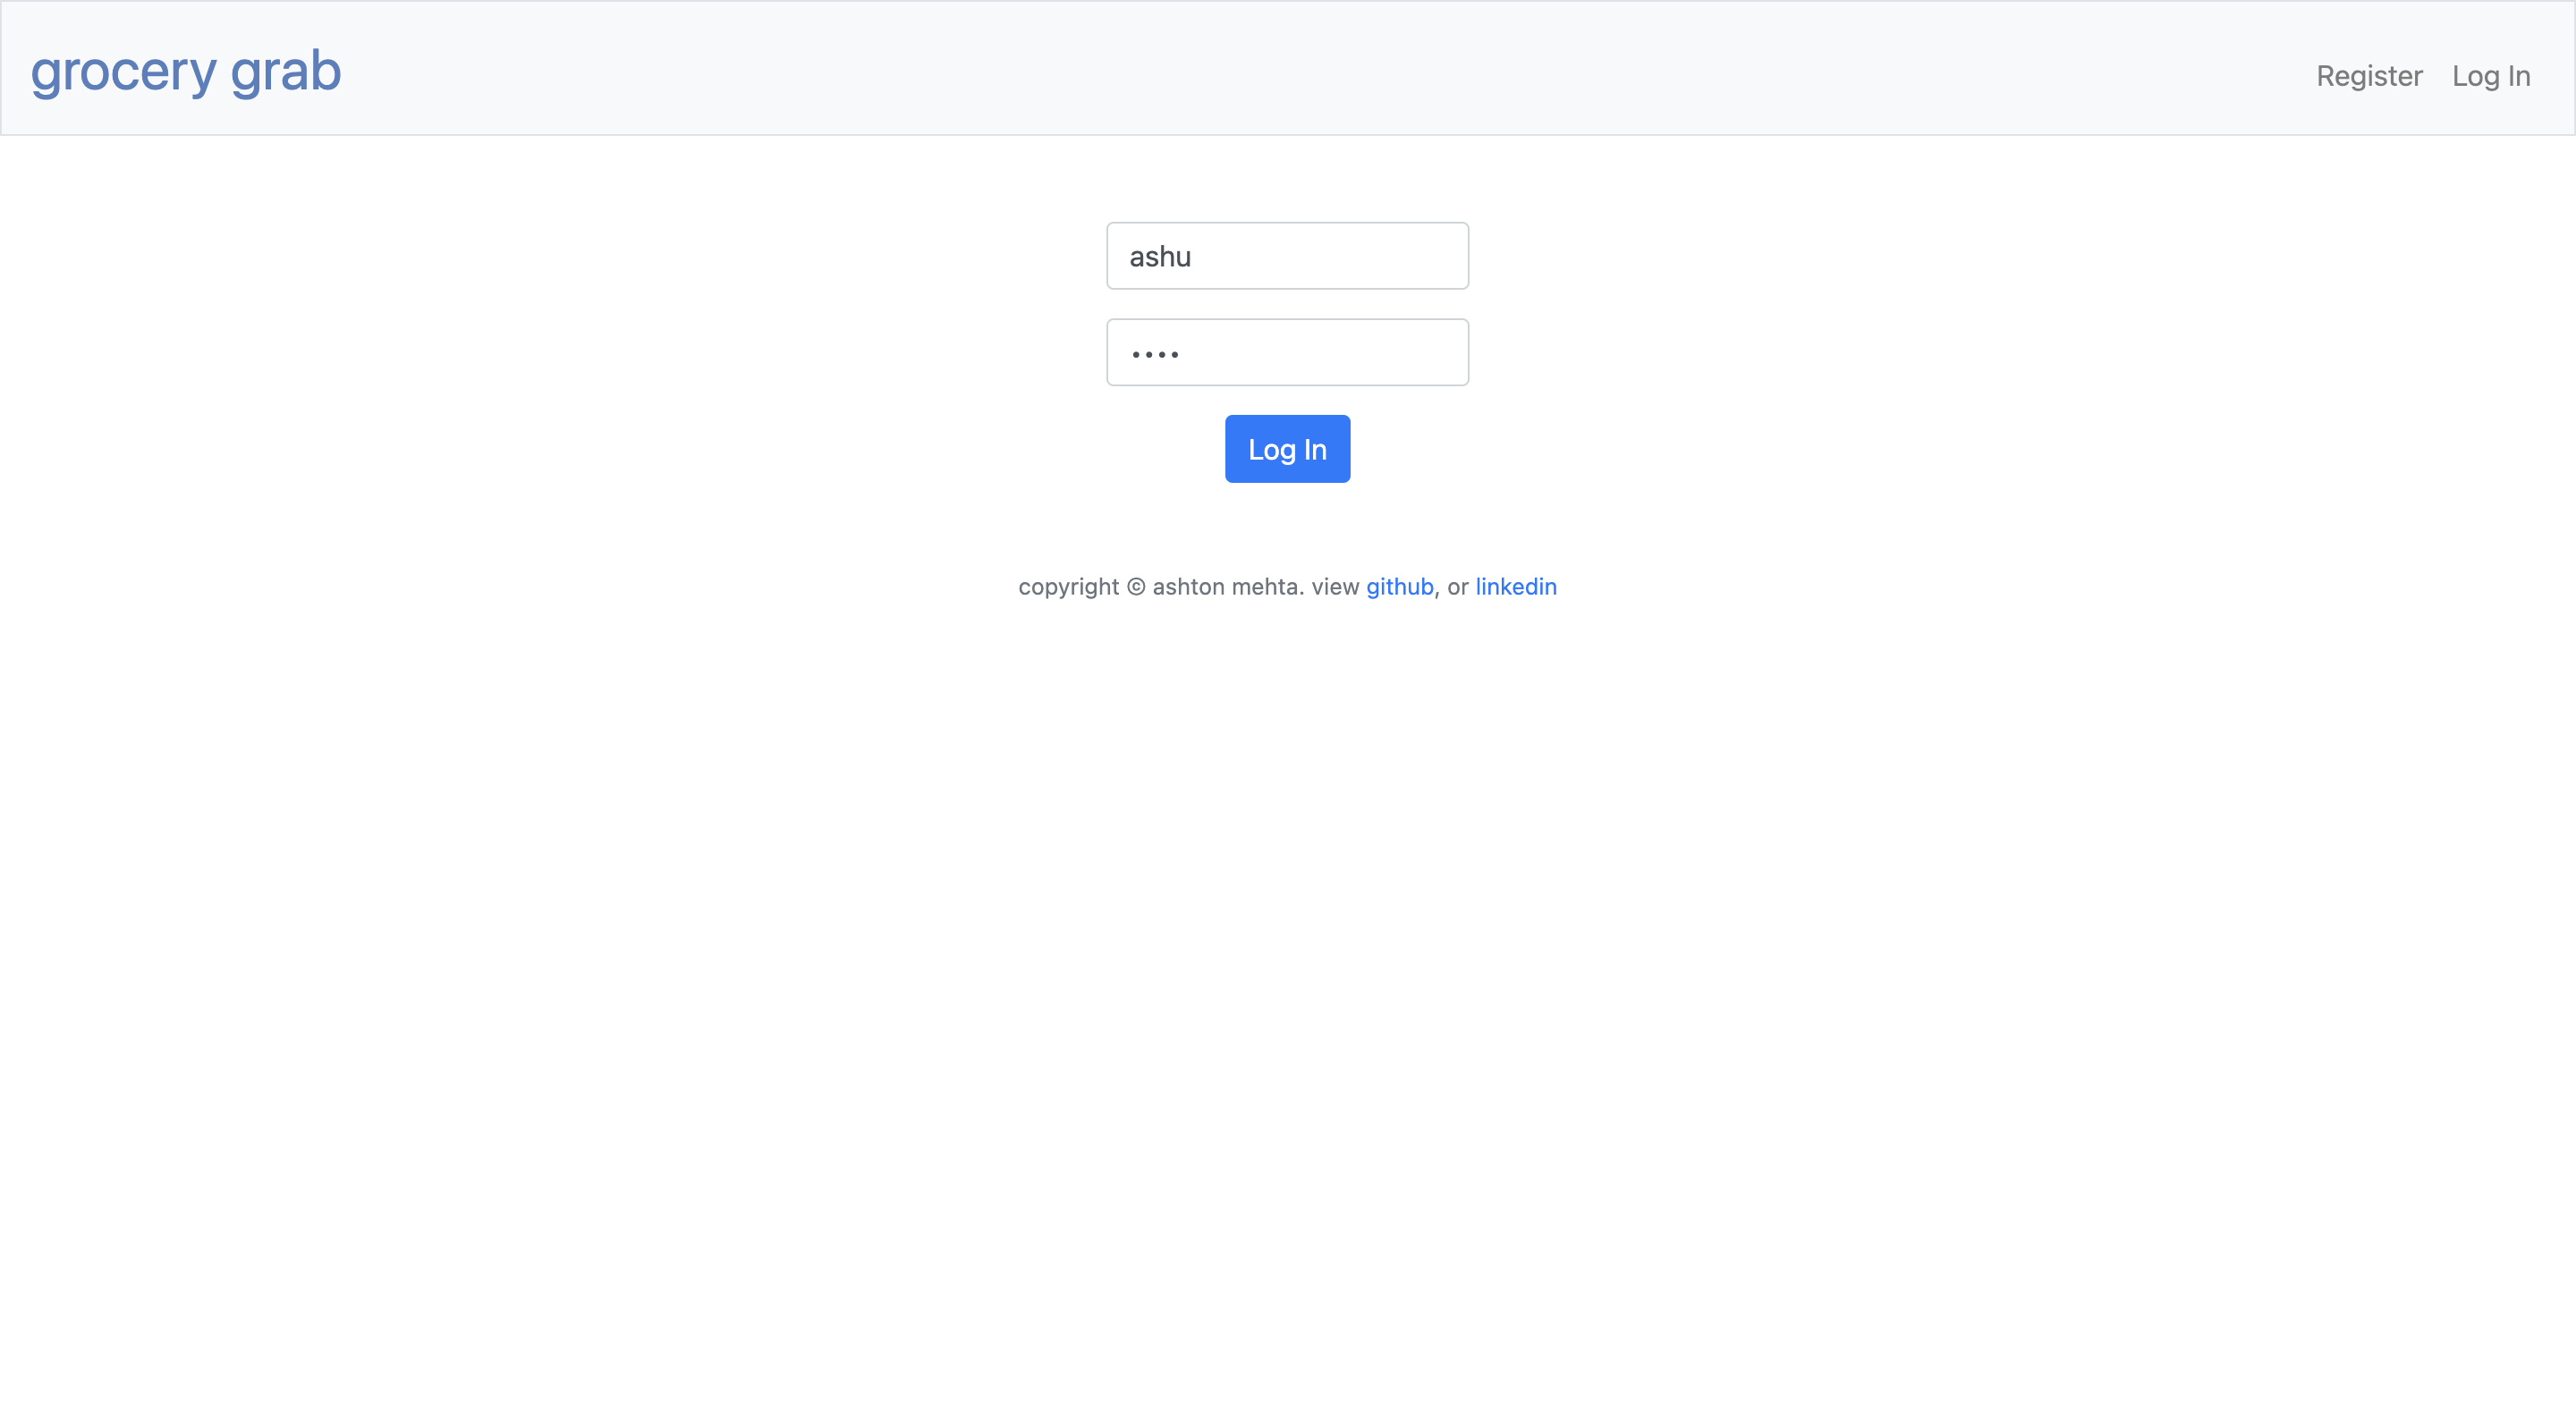 grocery grab
Register Log In
ashu
••••
Log In
copyright © ashton mehta. view github, or linkedin